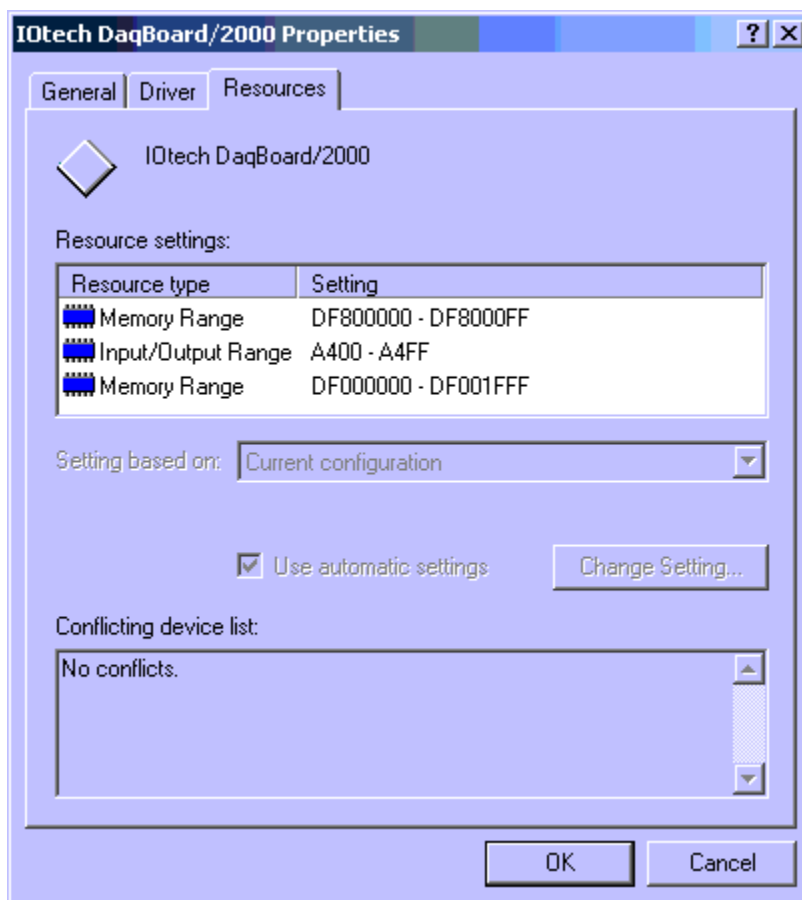 IOtech DaqBoard/2000 Properties
General Driver Resources
IOtech DaqBoard/2000
Resource settings:
Resource type Setting
Memory Range DF800000 - DF8000FF
Input/Output Range A400 - A4FF
Memory Range DF000000 - DF001FFF
Setting based on: Current configuration
Use automatic settings Change Setting...
Conflicting device list:
No conflicts.
OK Cancel